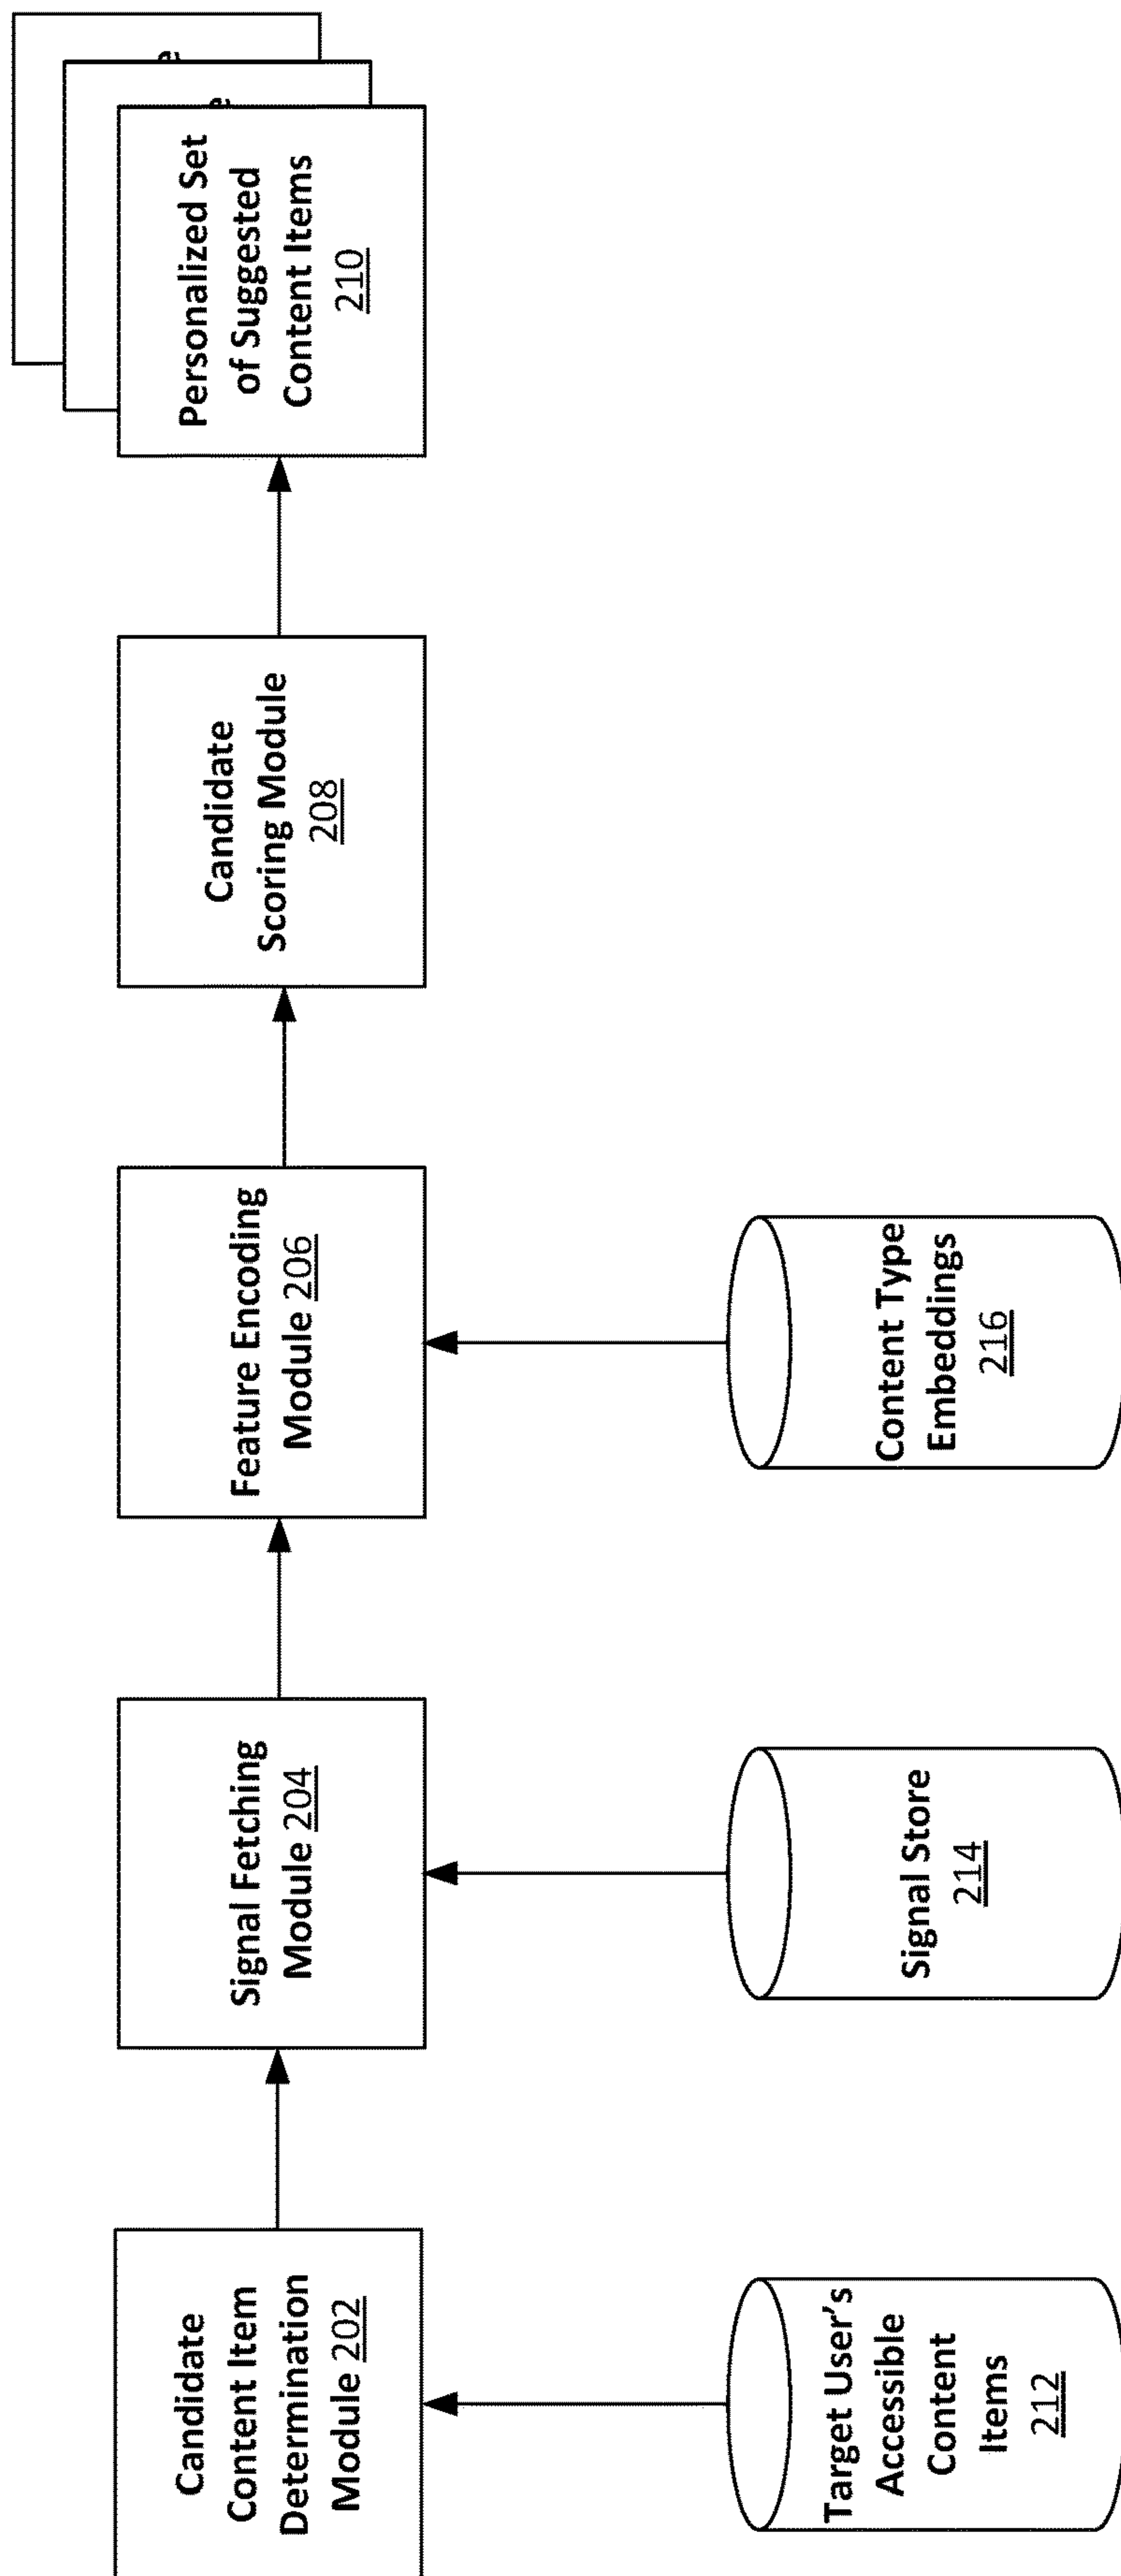 Candidate
Content Item
Determination
Module 202
Signal Fetching
Module 204
Feature Encoding
Module 206
Candidate
Scoring Module
208
Personalized Set
of Suggested
Content Items
210
Target User’s
Accessible
Content
Items
212
Signal Store
214
Content Type
Embeddings
216